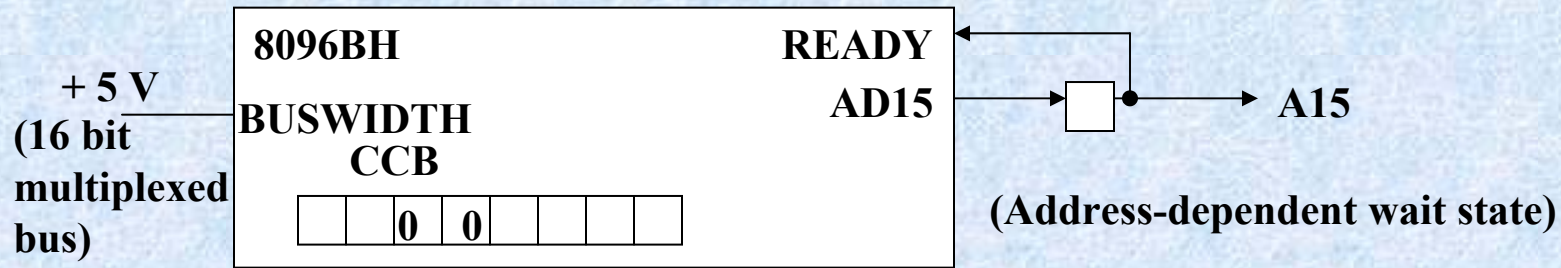 8096BH
READY
+ 5 V
AD15
A15
BUSWIDTH
(16 bit
multiplexed
bus)
CCB
0 0
(Address-dependent wait state)